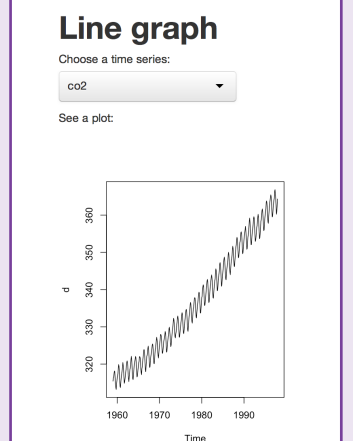 Line graph
Choose a time series:
co2
See a plot:
360
350
340
330
320
d
1960 1970 1980 1990
Time